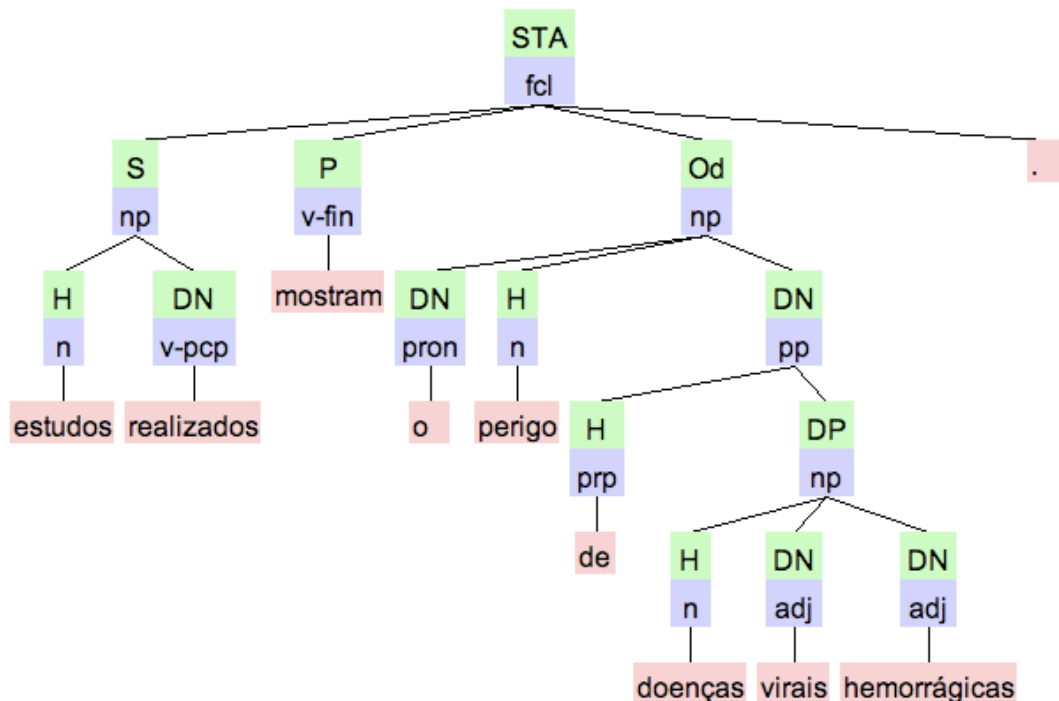 STA
fcl
S P Od .
np v-fin np
H DN mostram DN H DN
n v-pcp pron n pp
estudos realizados o perigo H DP
prp np
de H DN DN
n adj adj
doenças virais hemorrágicas